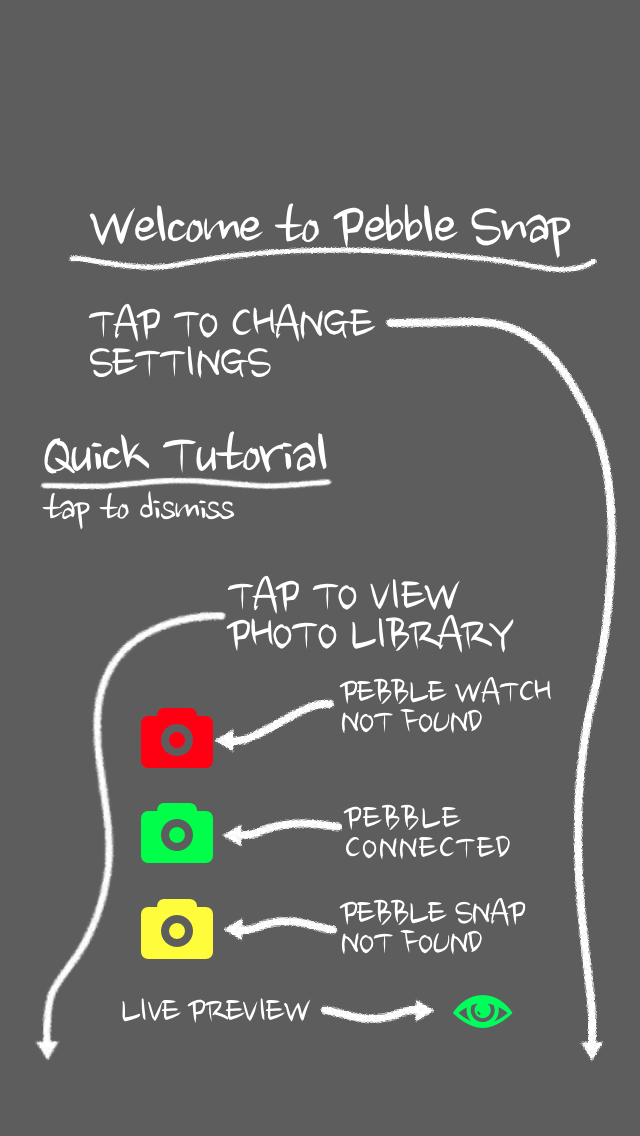 Welcome to Pebble Snap
TAP TO CHANGE
SETTINGS
Quick Tutorial
tap to dismiss
TAP TO VIEW
PHOTO LIBRARY
PEBBLE WATCH
NOT FOUND
PEBBLE
CONNECTED
PEBBLE SNAP
NOT FOUND
LIVE PREVIEW